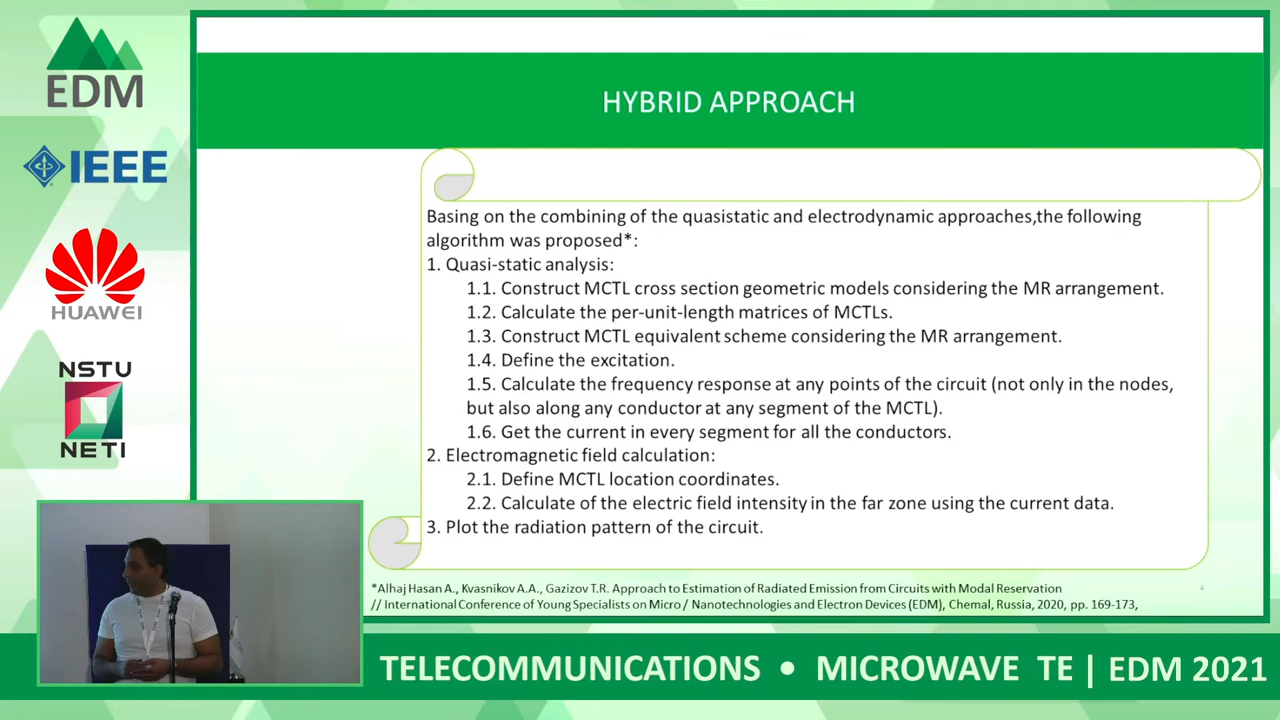 EDM
IEEE
HUAWEI
NSTU
NETI
HYBRID APPROACH
Basing on the combining of the quasistatic and electrodynamic approaches,the following
algorithm was proposed*:
1. Quasi-static analysis:
1.1. Construct MCTL cross section geometric models considering the MR arrangement.
1.2. Calculate the per-unit-length matrices of MCTLs.
1.3. Construct MCTL equivalent scheme considering the MR arrangement.
1.4. Define the excitation.
1.5. Calculate the frequency response at any points of the circuit (not only in the nodes,
but also along any conductor at any segment of the MCTL).
1.6. Get the current in every segment for all the conductors.
2. Electromagnetic field calculation:
2.1. Define MCTL location coordinates.
2.2. Calculate of the electric field intensity in the far zone using the current data.
3. Plot the radiation pattern of the circuit.
*Alhaj Hasan A., Kvasnikov A.A., Gazizov T.R. Approach to Estimation of Radiated Emission from Circuits with Modal Reservation
// International Conference of Young Specialists on Micro / Nanotechnologies and Electron Devices (EDM), Chemal, Russia, 2020, pp. 169-173,
4
TELECOMMUNICATIONS • MICROWAVE TE | EDM 2021